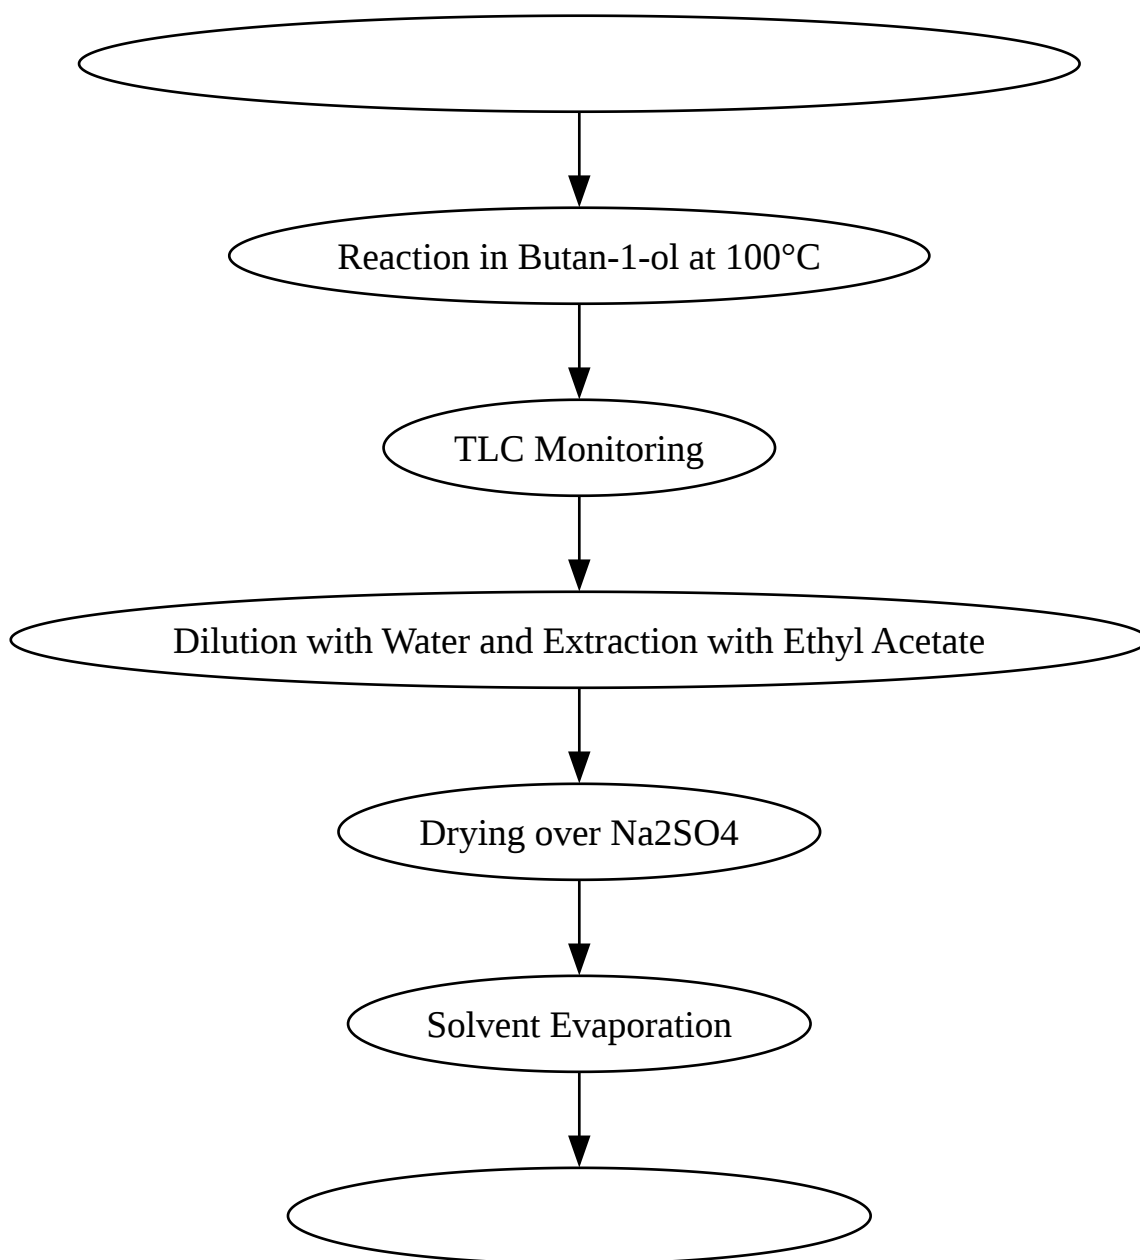 Reaction in Butan-1-ol at 100°C
TLC Monitoring
Dilution with Water and Extraction with Ethyl Acetate
Drying over Na2SO4
Solvent Evaporation